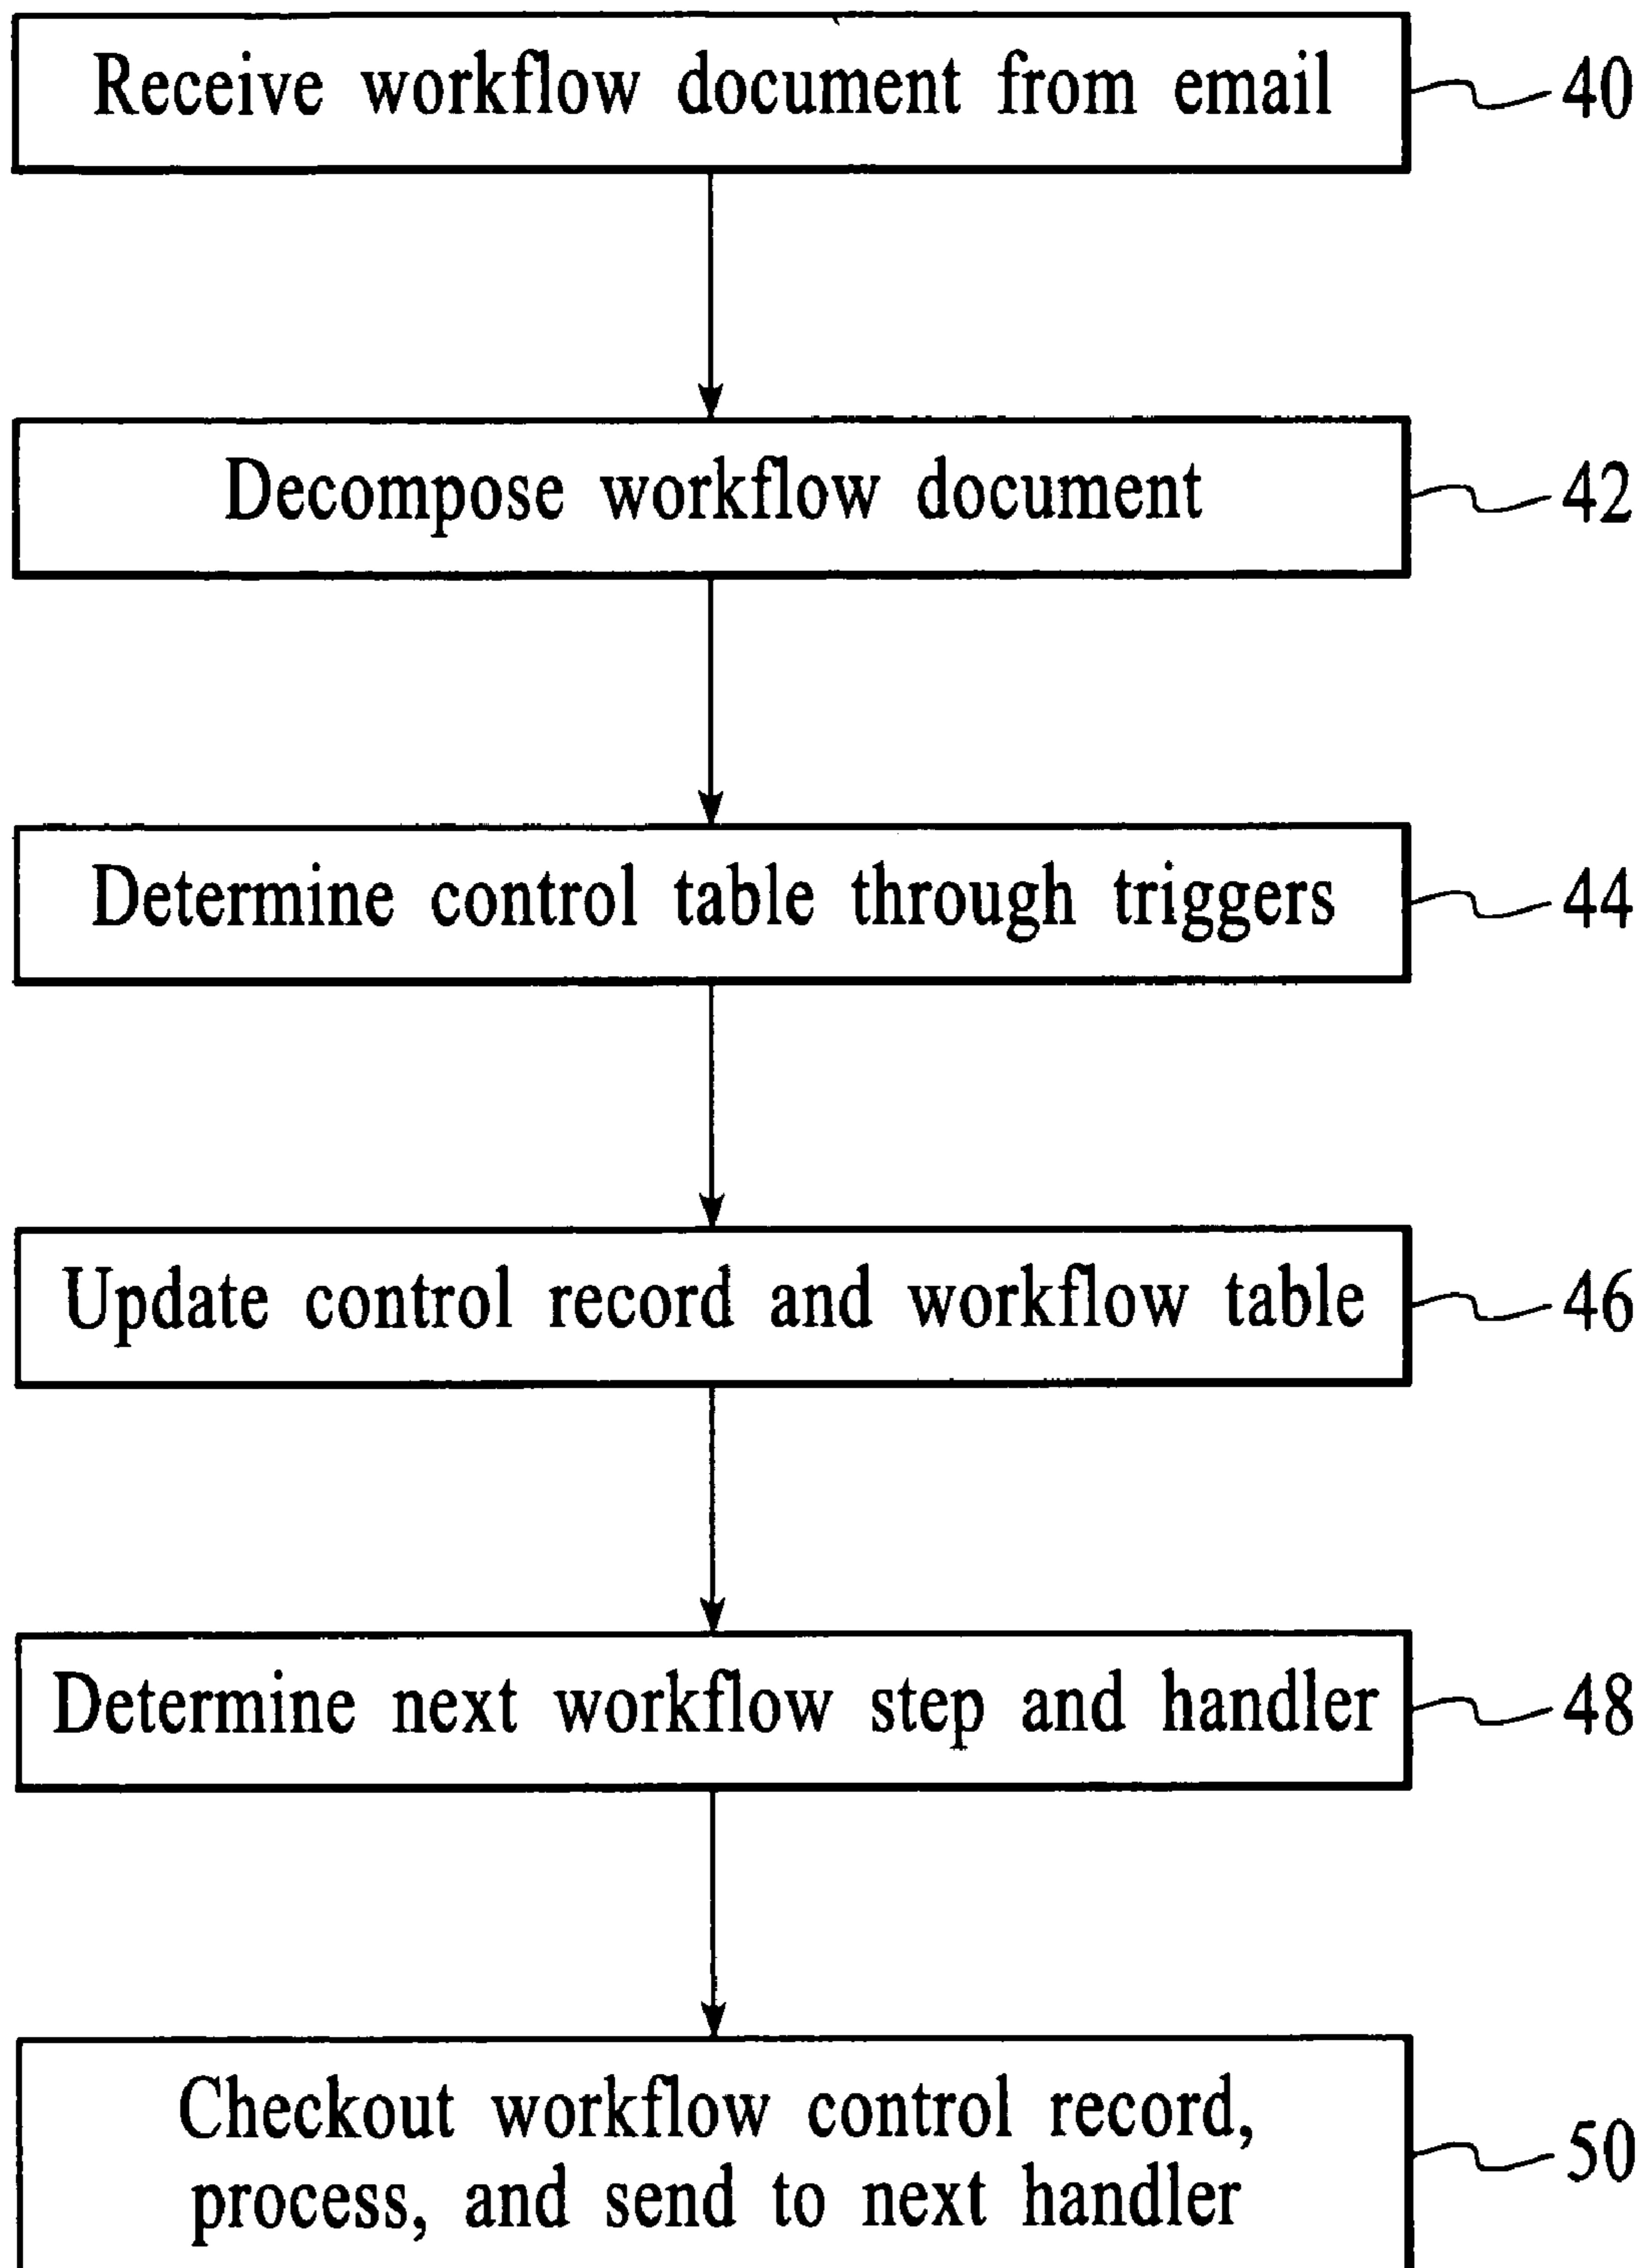 Receive workflow document from email
40
Decompose workflow document
42
Determine control table through triggers
44
Update control record and workflow table
46
Determine next workflow step and handler
48
Checkout workflow control record,
process, and send to next handler
50